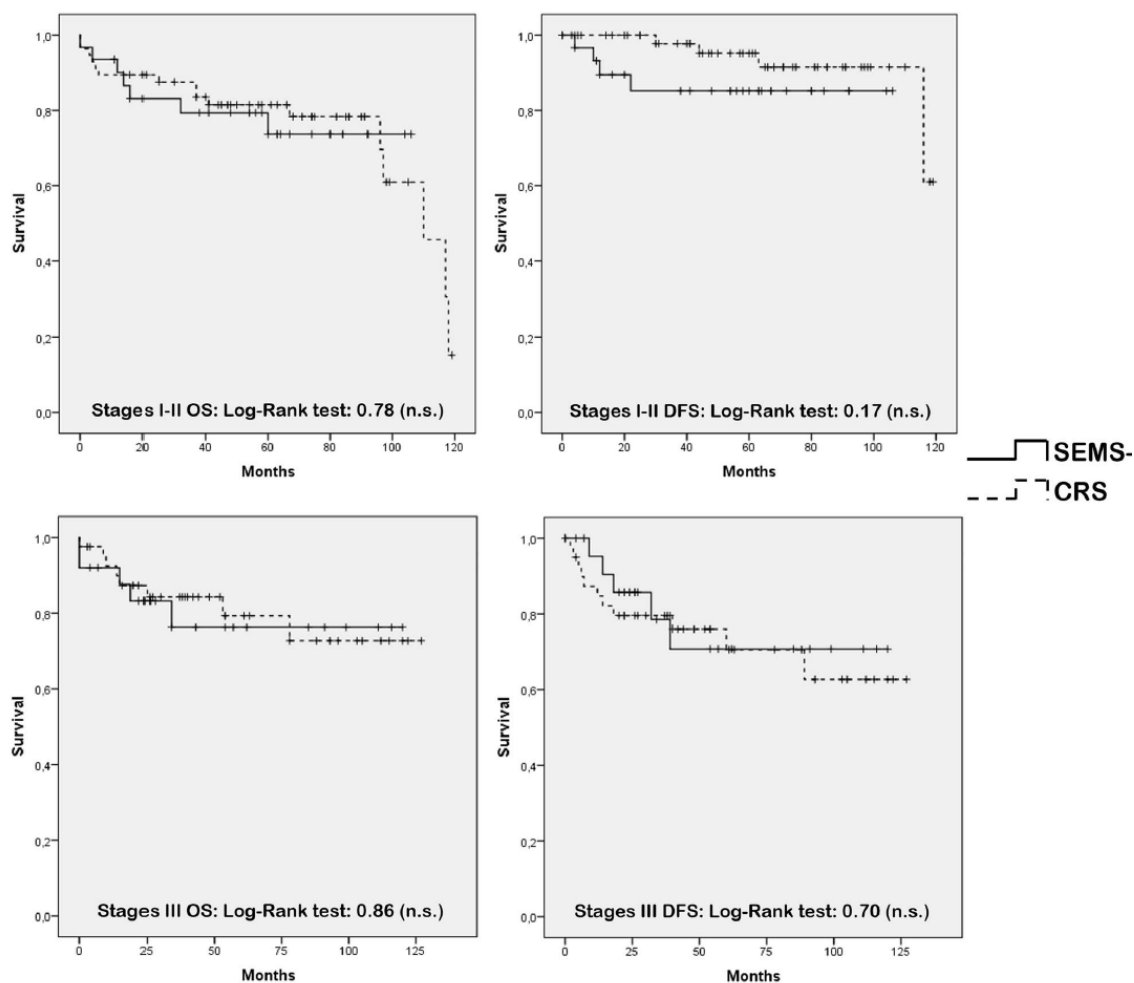 1,0
0,8
0,6
0,4
0,2
0,0
Survival
Stages I-II OS: Log-Rank test: 0.78 (n.s.)
0 20 40 60 80 100 120
Months
1,0
0,8
0,6
0,4
0,2
0,0
Survival
Stages I-II DFS: Log-Rank test: 0.17 (n.s.)
0 20 40 60 80 100 120
Months
SEMS-
CRS
1,0
0,8
0,6
0,4
0,2
0,0
Survival
Stages III OS: Log-Rank test: 0.86 (n.s.)
0 25 50 75 100 125
Months
1,0
0,8
0,6
0,4
0,2
0,0
Survival
Stages III DFS: Log-Rank test: 0.70 (n.s.)
0 25 50 75 100 125
Months